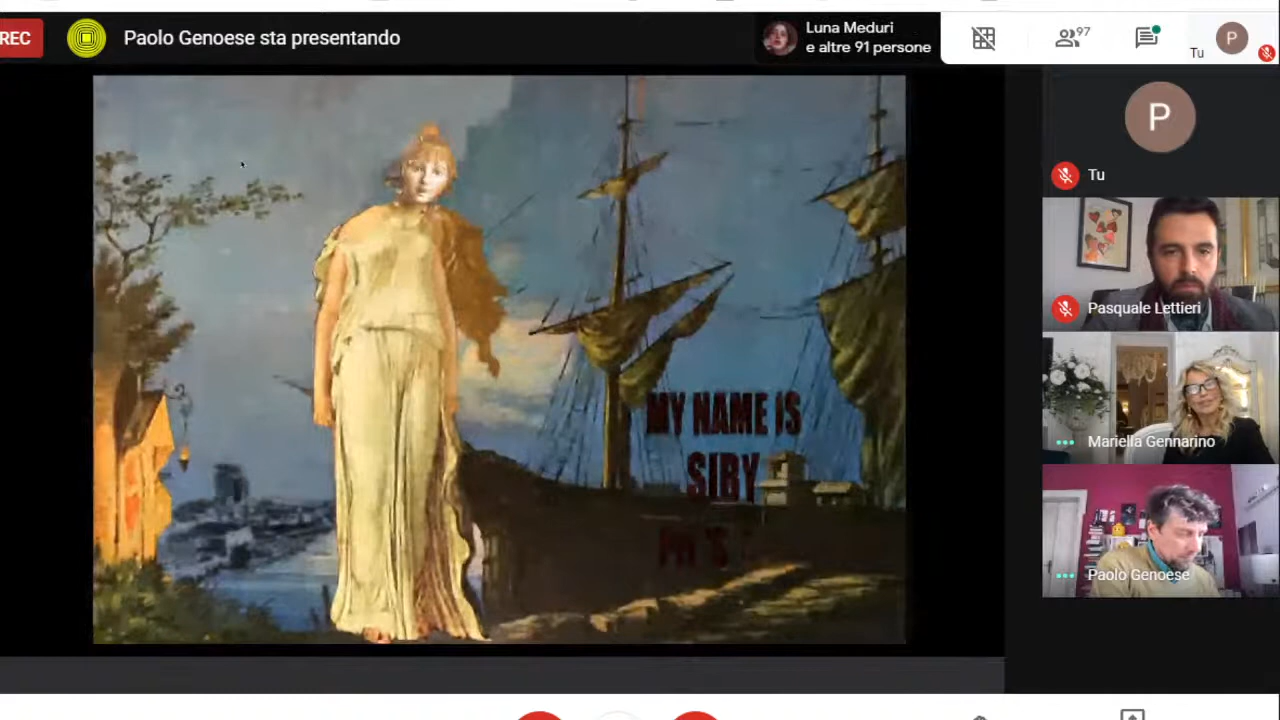 REC
Paolo Genoese sta presentando
Luna Meduri
e altre 91 persone
97
Tu
P
P
Tu
Pasquale Lettieri
Mariella Gennarino
Paolo Genoese
MY NAME IS
SIBY